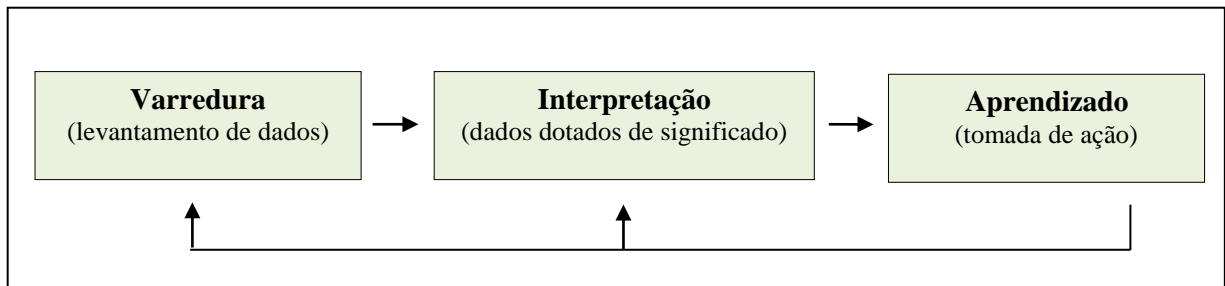 Varredura
(levantamento de dados)
Interpretação
(dados dotados de significado)
Aprendizado
(tomada de ação)